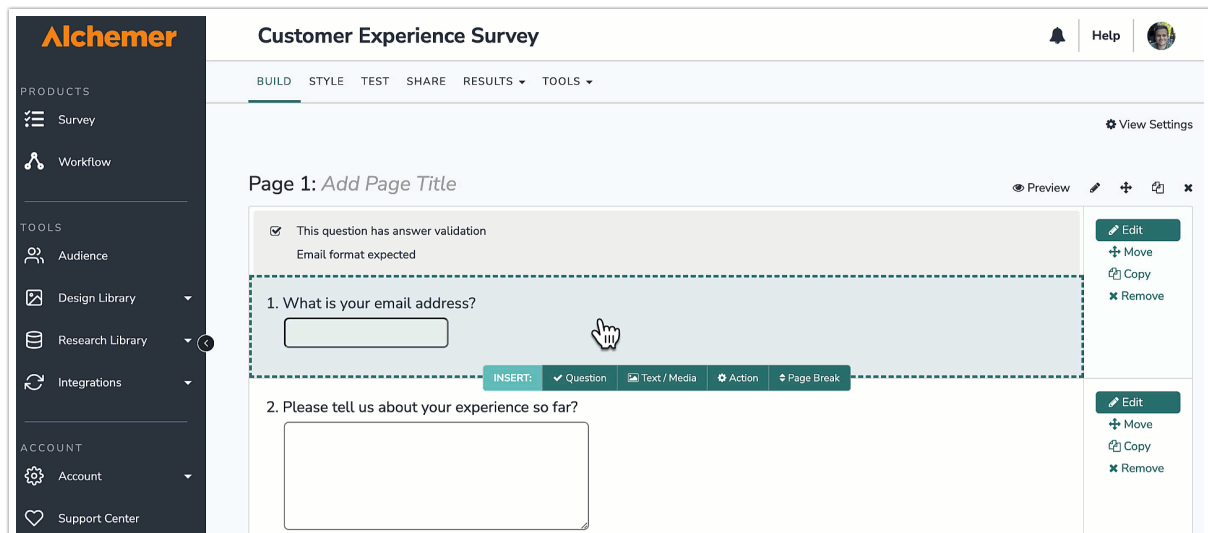 Alchemer
Customer Experience Survey
Help
PRODUCTS
Survey
Workflow
TOOLS
Audience
Design Library
Research Library
Integrations
ACCOUNT
Account
Support Center
BUILD STYLE TEST SHARE RESULTS TOOLS
View Settings
Page 1: Add Page Title
Preview
This question has answer validation
Email format expected
Edit
Move
Copy
Remove
1. What is your email address?
INSERT: Question Text / Media Action Page Break
2. Please tell us about your experience so far?
Edit
Move
Copy
Remove